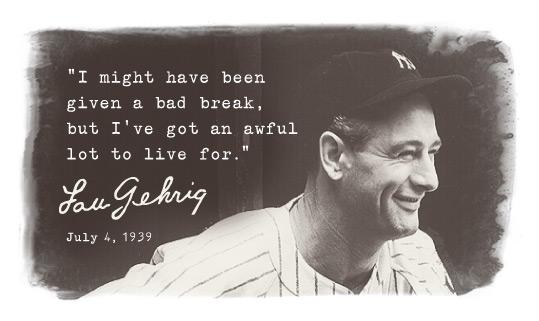 "I might have been
given a bad break,
but I've got an awful
lot to live for."
Lou Gehrig
July 4, 1939
NY